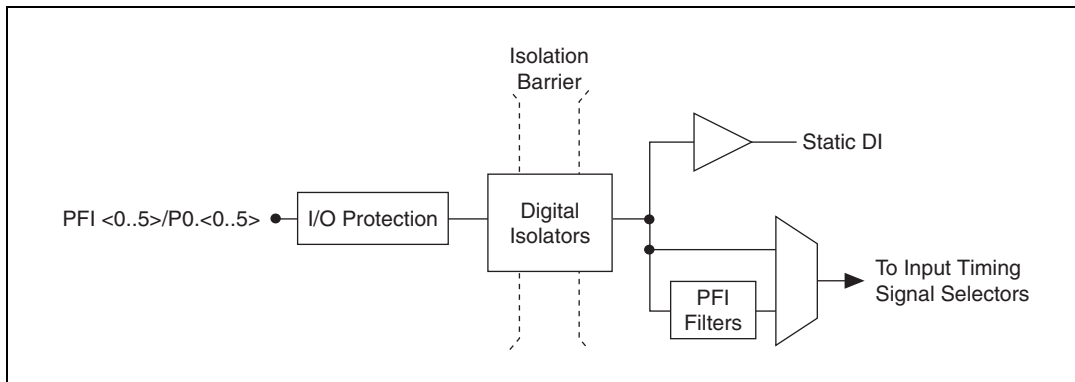 Isolation
Barrier
Static DI
PFI <0..5>/P0.<0..5>
I/O Protection
Digital
Isolators
To Input Timing
Signal Selectors
PFI
Filters